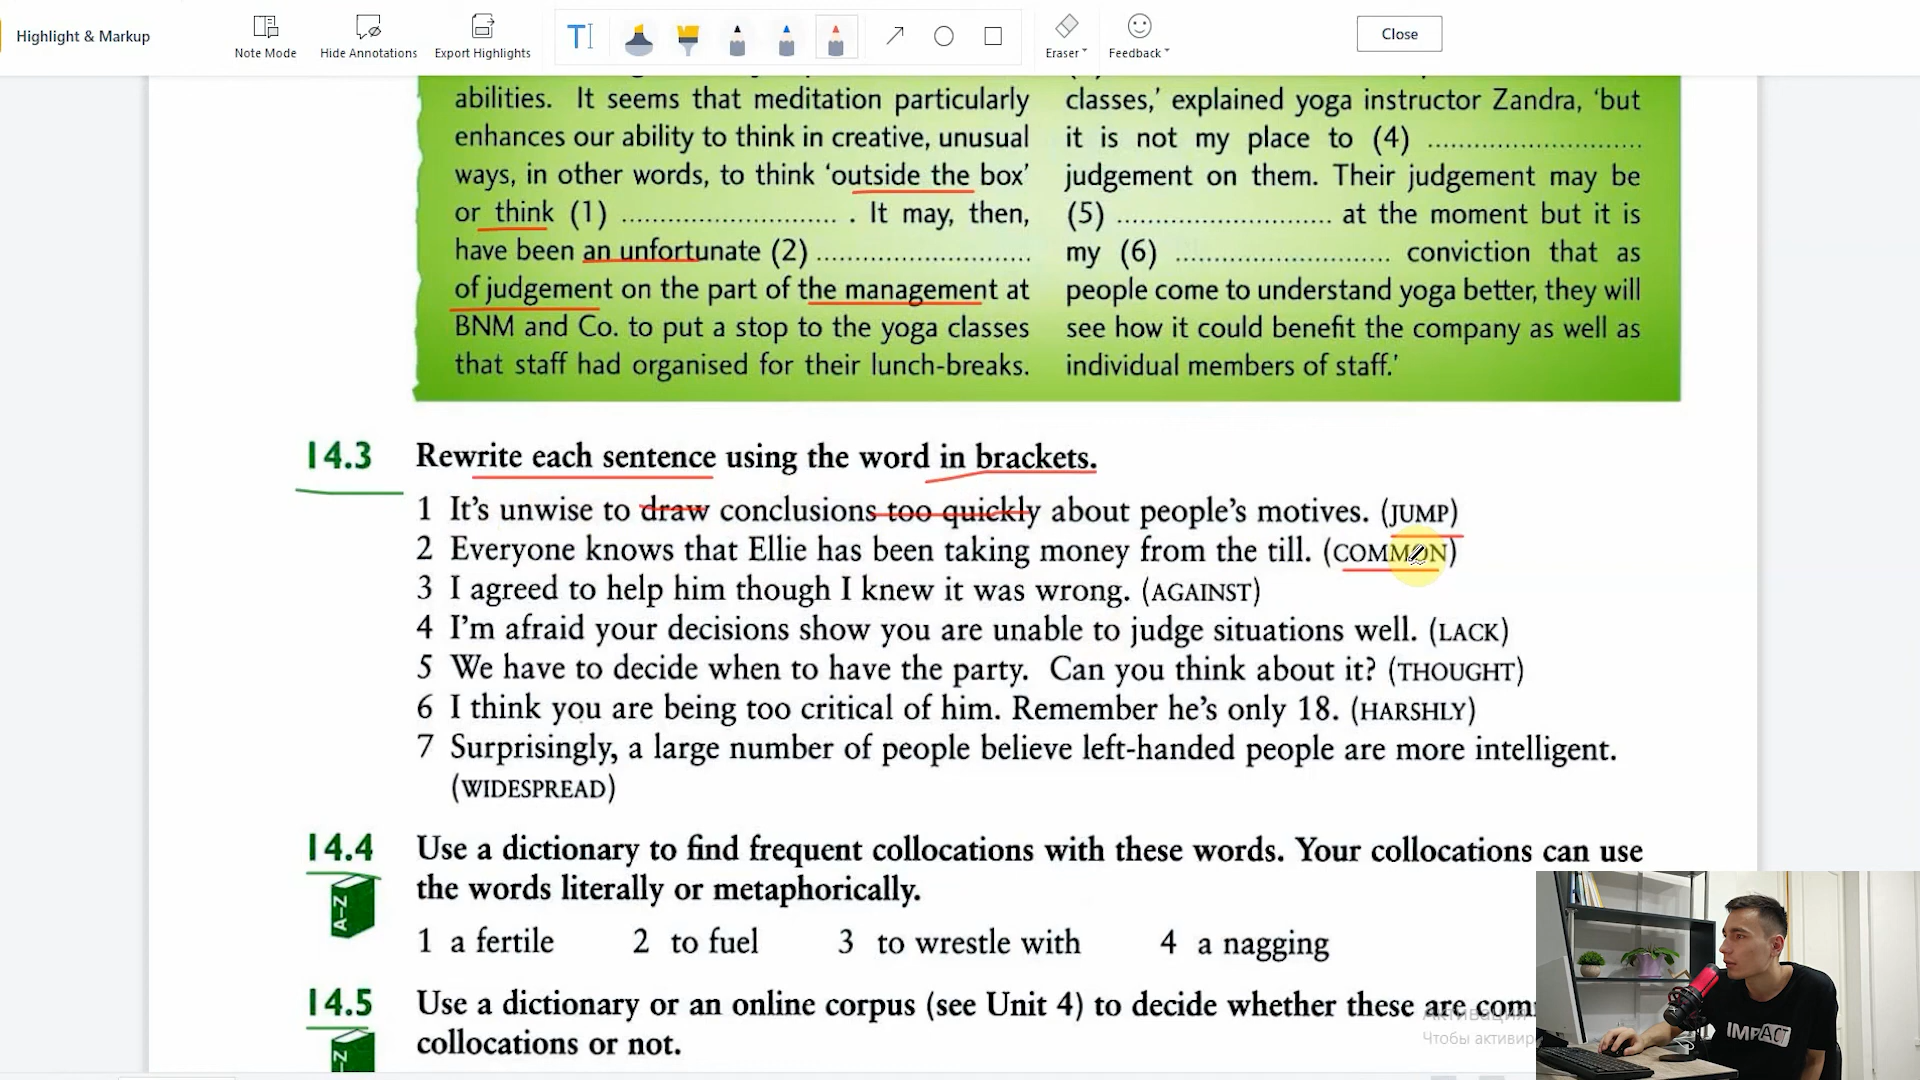 Highlight & Markup
Note Mode
Hide Annotations
Export Highlights
T
Eraser
Feedback
Close
abilities. It seems that meditation particularly
enhances our ability to think in creative, unusual
ways, in other words, to think ‘outside the box’
or think (1) .............................. . It may, then,
have been an unfortunate (2) ..............................
of judgement on the part of the management at
BNM and Co. to put a stop to the yoga classes
that staff had organised for their lunch-breaks.
classes,’ explained yoga instructor Zandra, ‘but
it is not my place to (4) ..............................
judgement on them. Their judgement may be
(5) .............................. at the moment but it is
my (6) .............................. conviction that as
people come to understand yoga better, they will
see how it could benefit the company as well as
individual members of staff.’
14.3 Rewrite each sentence using the word in brackets.
1 It’s unwise to draw conclusions too quickly about people’s motives. (JUMP)
2 Everyone knows that Ellie has been taking money from the till. (COMMON)
3 I agreed to help him though I knew it was wrong. (AGAINST)
4 I’m afraid your decisions show you are unable to judge situations well. (LACK)
5 We have to decide when to have the party. Can you think about it? (THOUGHT)
6 I think you are being too critical of him. Remember he’s only 18. (HARSHLY)
7 Surprisingly, a large number of people believe left-handed people are more intelligent.
(WIDESPREAD)
14.4 Use a dictionary to find frequent collocations with these words. Your collocations can use
the words literally or metaphorically.
A–Z
1 a fertile 2 to fuel 3 to wrestle with 4 a nagging
14.5 Use a dictionary or an online corpus (see Unit 4) to decide whether these are com
collocations or not.
Активация
Чтобы активир
IMPACT